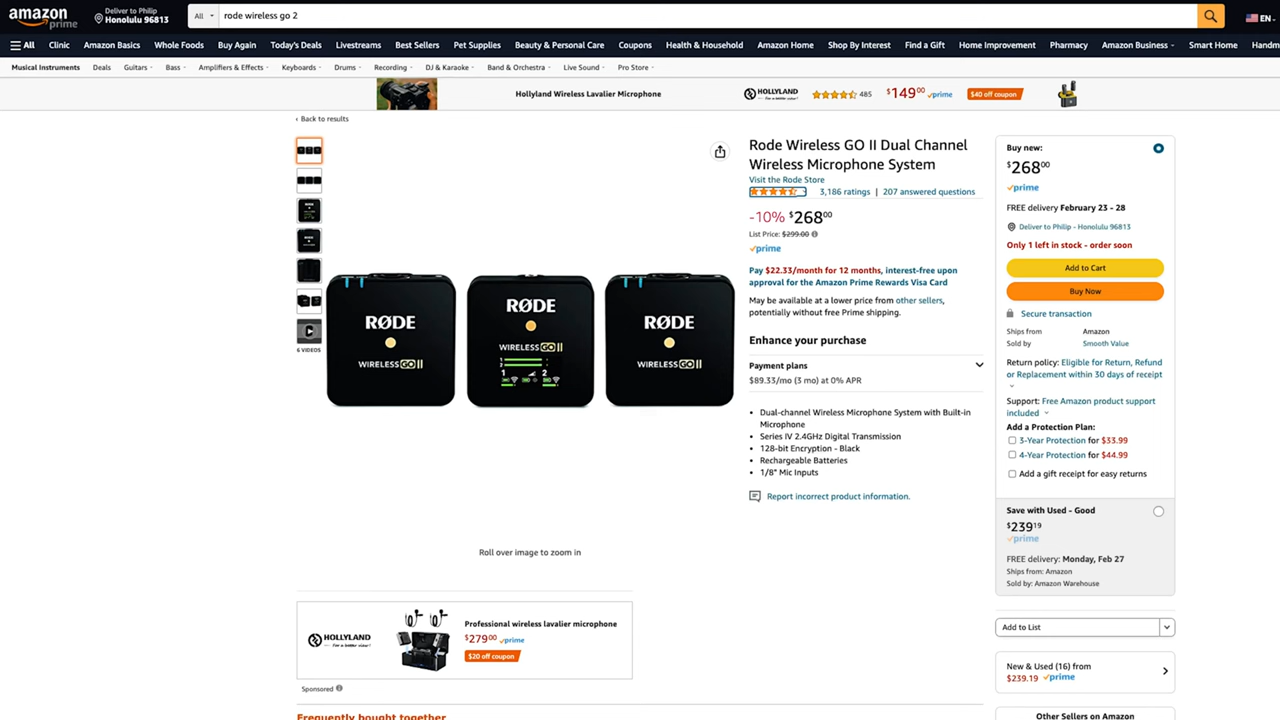 amazon
prime
Deliver to Philip
Honolulu 96813
All
rode wireless go 2
EN
All
Clinic
Amazon Basics
Whole Foods
Buy Again
Today's Deals
Livestreams
Best Sellers
Pet Supplies
Beauty & Personal Care
Coupons
Health & Household
Amazon Home
Shop By Interest
Find a Gift
Home Improvement
Pharmacy
Amazon Business
Smart Home
Handm
Musical Instruments
Deals
Guitars
Bass
Amplifiers & Effects
Keyboards
Drums
Recording
DJ & Karaoke
Band & Orchestra
Live Sound
Pro Store
Hollyland Wireless Lavalier Microphone
HOLLYLAND
485
$149.00
prime
$40 off coupon
‹ Back to results
6 VIDEOS
RØDE
WIRELESS GO II
RØDE
WIRELESS GO II
1
2
1
2
RØDE
WIRELESS GO II
Roll over image to zoom in
HOLLYLAND
Professional wireless lavalier microphone
$279.00 prime
$20 off coupon
Sponsored
Frequently bought together
Rode Wireless GO II Dual Channel
Wireless Microphone System
Visit the Rode Store
3,186 ratings | 207 answered questions
-10% $268.00
List Price: $299.00
prime
Pay $22.33/month for 12 months, interest-free upon
approval for the Amazon Prime Rewards Visa Card
May be available at a lower price from other sellers,
potentially without free Prime shipping.
Enhance your purchase
Payment plans
$89.33/mo (3 mo) at 0% APR
• Dual-channel Wireless Microphone System with Built-in
Microphone
• Series IV 2.4GHz Digital Transmission
• 128-bit Encryption - Black
• Rechargeable Batteries
• 1/8" Mic Inputs
Report incorrect product information.
Buy new:
$268.00
prime
FREE delivery February 23 - 28
Deliver to Philip - Honolulu 96813
Only 1 left in stock - order soon
Add to Cart
Buy Now
Secure transaction
Ships from Amazon
Sold by Smooth Value
Return policy: Eligible for Return, Refund
or Replacement within 30 days of receipt
Support: Free Amazon product support
included
Add a Protection Plan:
3-Year Protection for $33.99
4-Year Protection for $44.99
Add a gift receipt for easy returns
Save with Used - Good
$239.19
prime
FREE delivery: Monday, Feb 27
Ships from: Amazon
Sold by: Amazon Warehouse
Add to List
New & Used (16) from
$239.19 prime
Other Sellers on Amazon